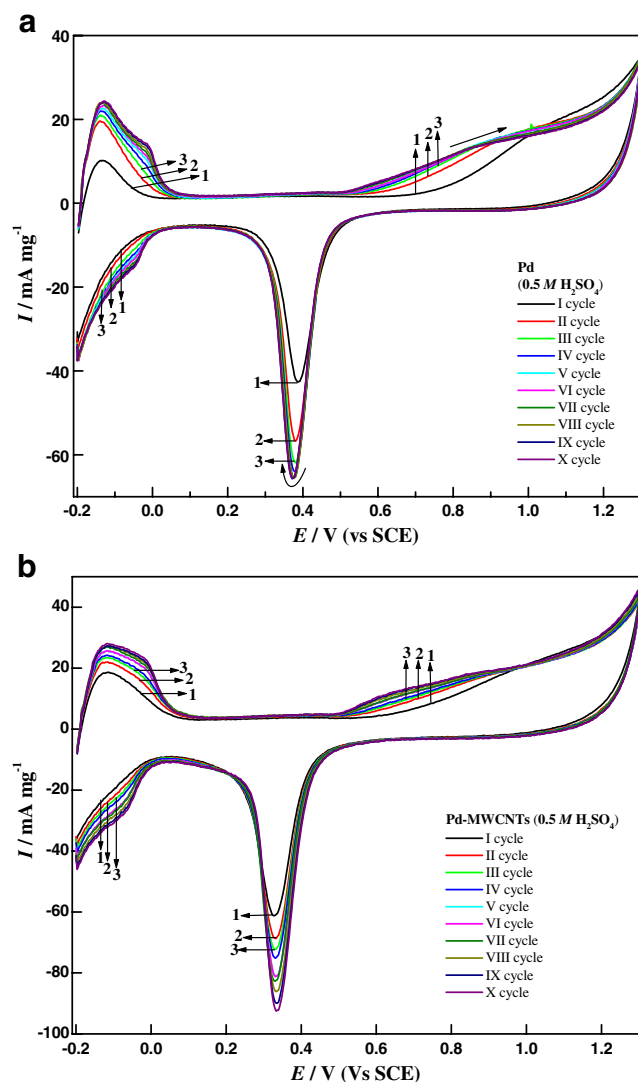 a
40
20
0
-20
-40
-60
I / mA mg-1
3
2
1
1
2
3
3
2
1
1
2
3
Pd
(0.5 M H2SO4)
I cycle
II cycle
III cycle
IV cycle
V cycle
VI cycle
VII cycle
VIII cycle
IX cycle
X cycle
-0.2 0.0 0.2 0.4 0.6 0.8 1.0 1.2
E / V (vs SCE)
b
80
60
40
20
0
-20
-40
-60
-80
-100
I / mA mg-1
3
2
1
3 2 1
1 2 3
1
2
3
Pd-MWCNTs (0.5 M H2SO4)
I cycle
II cycle
III cycle
IV cycle
V cycle
VI cycle
VII cycle
VIII cycle
IX cycle
X cycle
-0.2 0.0 0.2 0.4 0.6 0.8 1.0 1.2
E / V (Vs SCE)